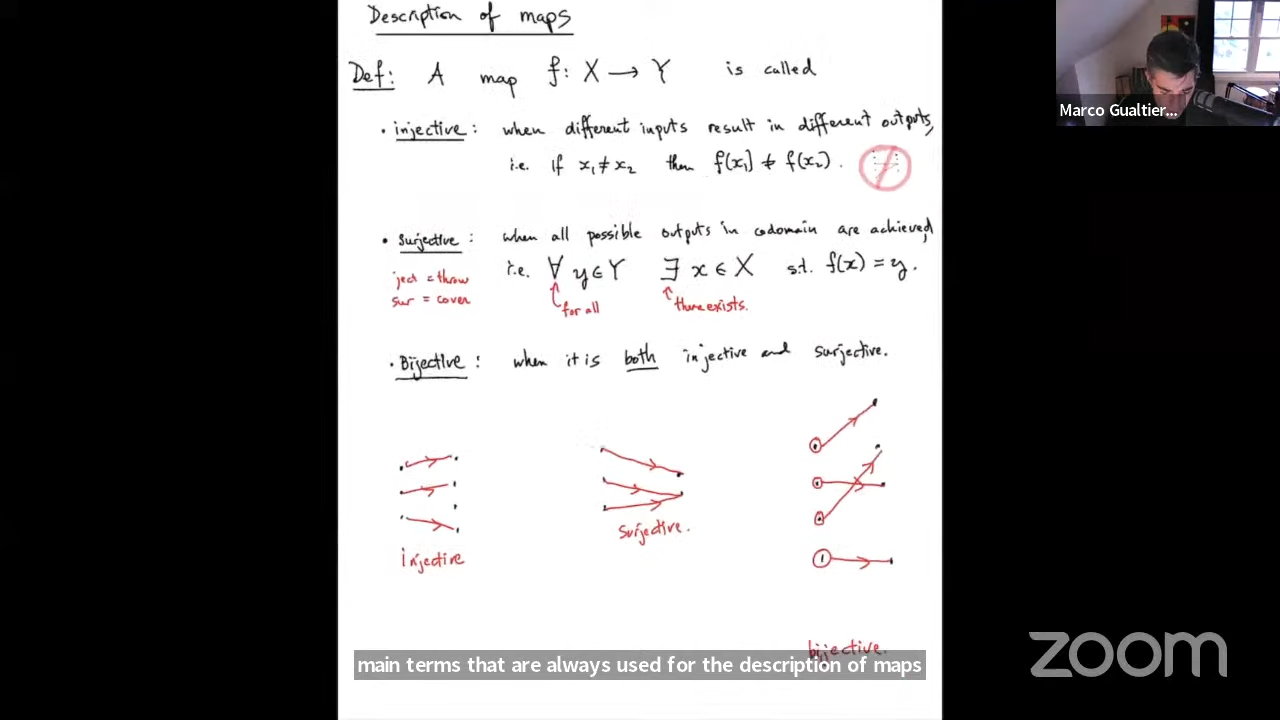 Description of maps
Def: A map f: X → Y is called
• injective: when different inputs result in different outputs,
i.e. if x₁ ≠ x₂ then f(x₁) ≠ f(x₂).
• Surjective: when all possible outputs in codomain are achieved,
ject = throw
sur = cover
i.e. ∀ y ∈ Y ∃ x ∈ X s.t. f(x) = y.
for all
there exists.
• Bijective: when it is both injective and surjective.
injective
surjective.
bijective.
main terms that are always used for the description of maps
Marco Gualtier...
zoom